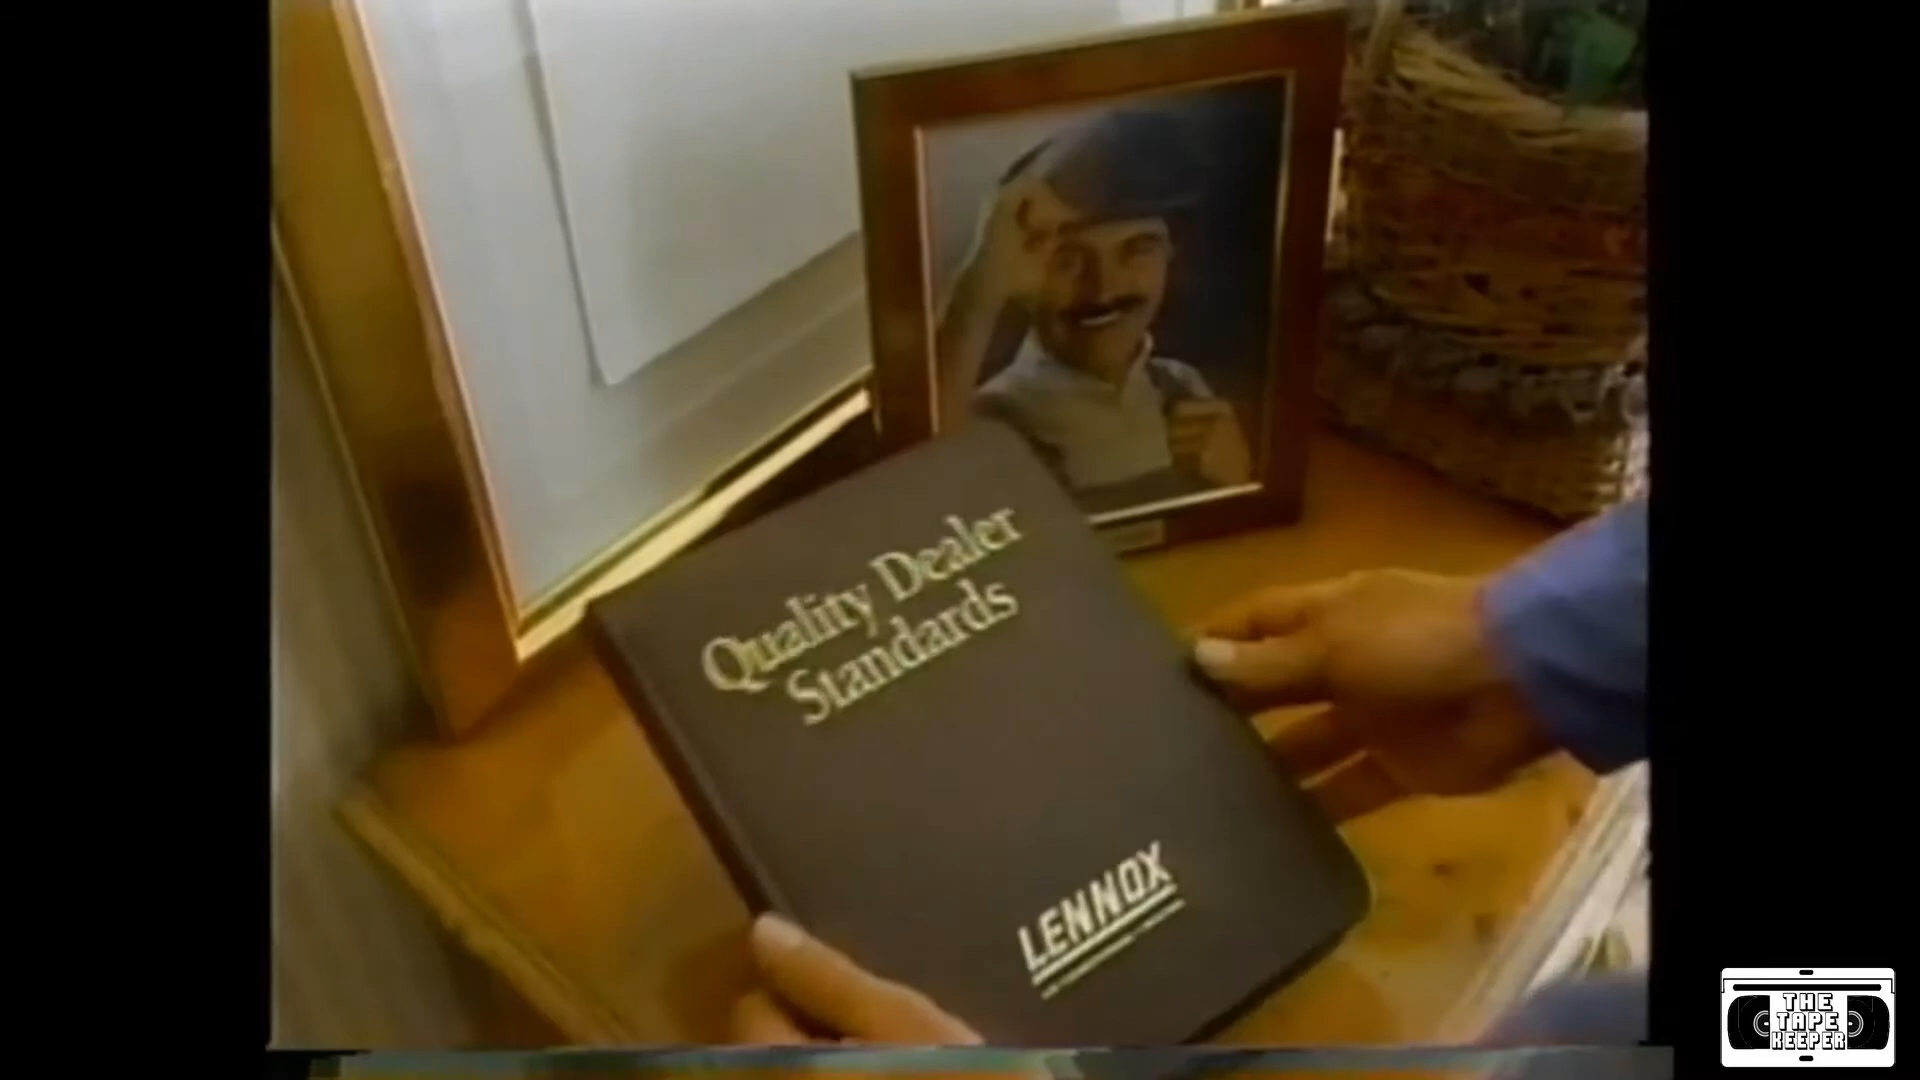 Quality Dealer
Standards
LENNOX
THE
TAPE
KEEPER